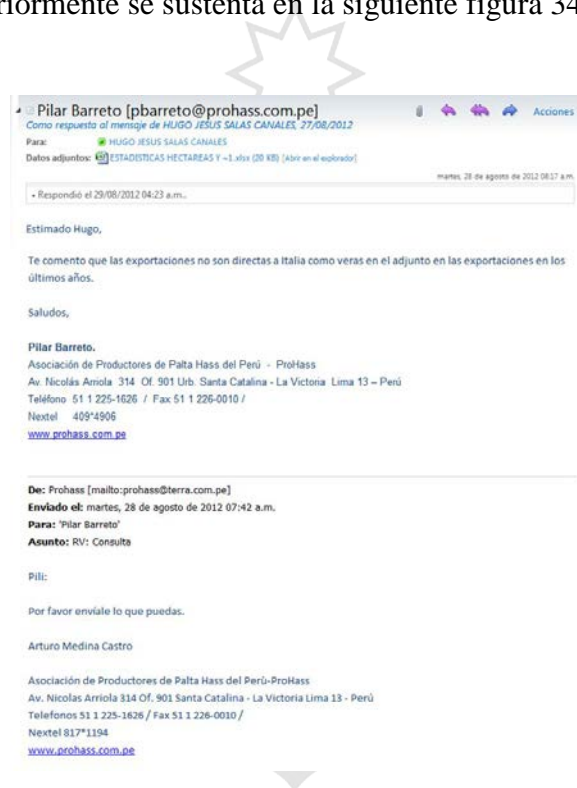 riormente se sustenta en la siguiente figura 34
Pilar Barreto [pbarreto@prohass.com.pe]
Acciones
Como respuesta al mensaje de HUGO JESUS SALAS CANALES, 27/08/2012
Para: HUGO JESUS SALAS CANALES
Datos adjuntos: ESTADISTICAS HECTAREAS Y ~1.xlsx (20 KB) [Abrir en el explorador]
martes, 28 de agosto de 2012 08:17 a.m.
• Respondió el 29/08/2012 04:23 a.m..
Estimado Hugo,
Te comento que las exportaciones no son directas a Italia como veras en el adjunto en las exportaciones en los
últimos años.
Saludos,
Pilar Barreto.
Asociación de Productores de Palta Hass del Perú - ProHass
Av. Nicolás Arriola 314 Of. 901 Urb. Santa Catalina - La Victoria Lima 13 – Perú
Teléfono 51 1 225-1626 / Fax 51 1 226-0010 /
Nextel 409*4906
www.prohass.com.pe
De: Prohass [mailto:prohass@terra.com.pe]
Enviado el: martes, 28 de agosto de 2012 07:42 a.m.
Para: 'Pilar Barreto'
Asunto: RV: Consulta
Pili:
Por favor envíale lo que puedas.
Arturo Medina Castro
Asociación de Productores de Palta Hass del Perù-ProHass
Av. Nicolas Arriola 314 Of. 901 Santa Catalina - La Victoria Lima 13 - Perú
Telefonos 51 1 225-1626 / Fax 51 1 226-0010 /
Nextel 817*1194
www.prohass.com.pe